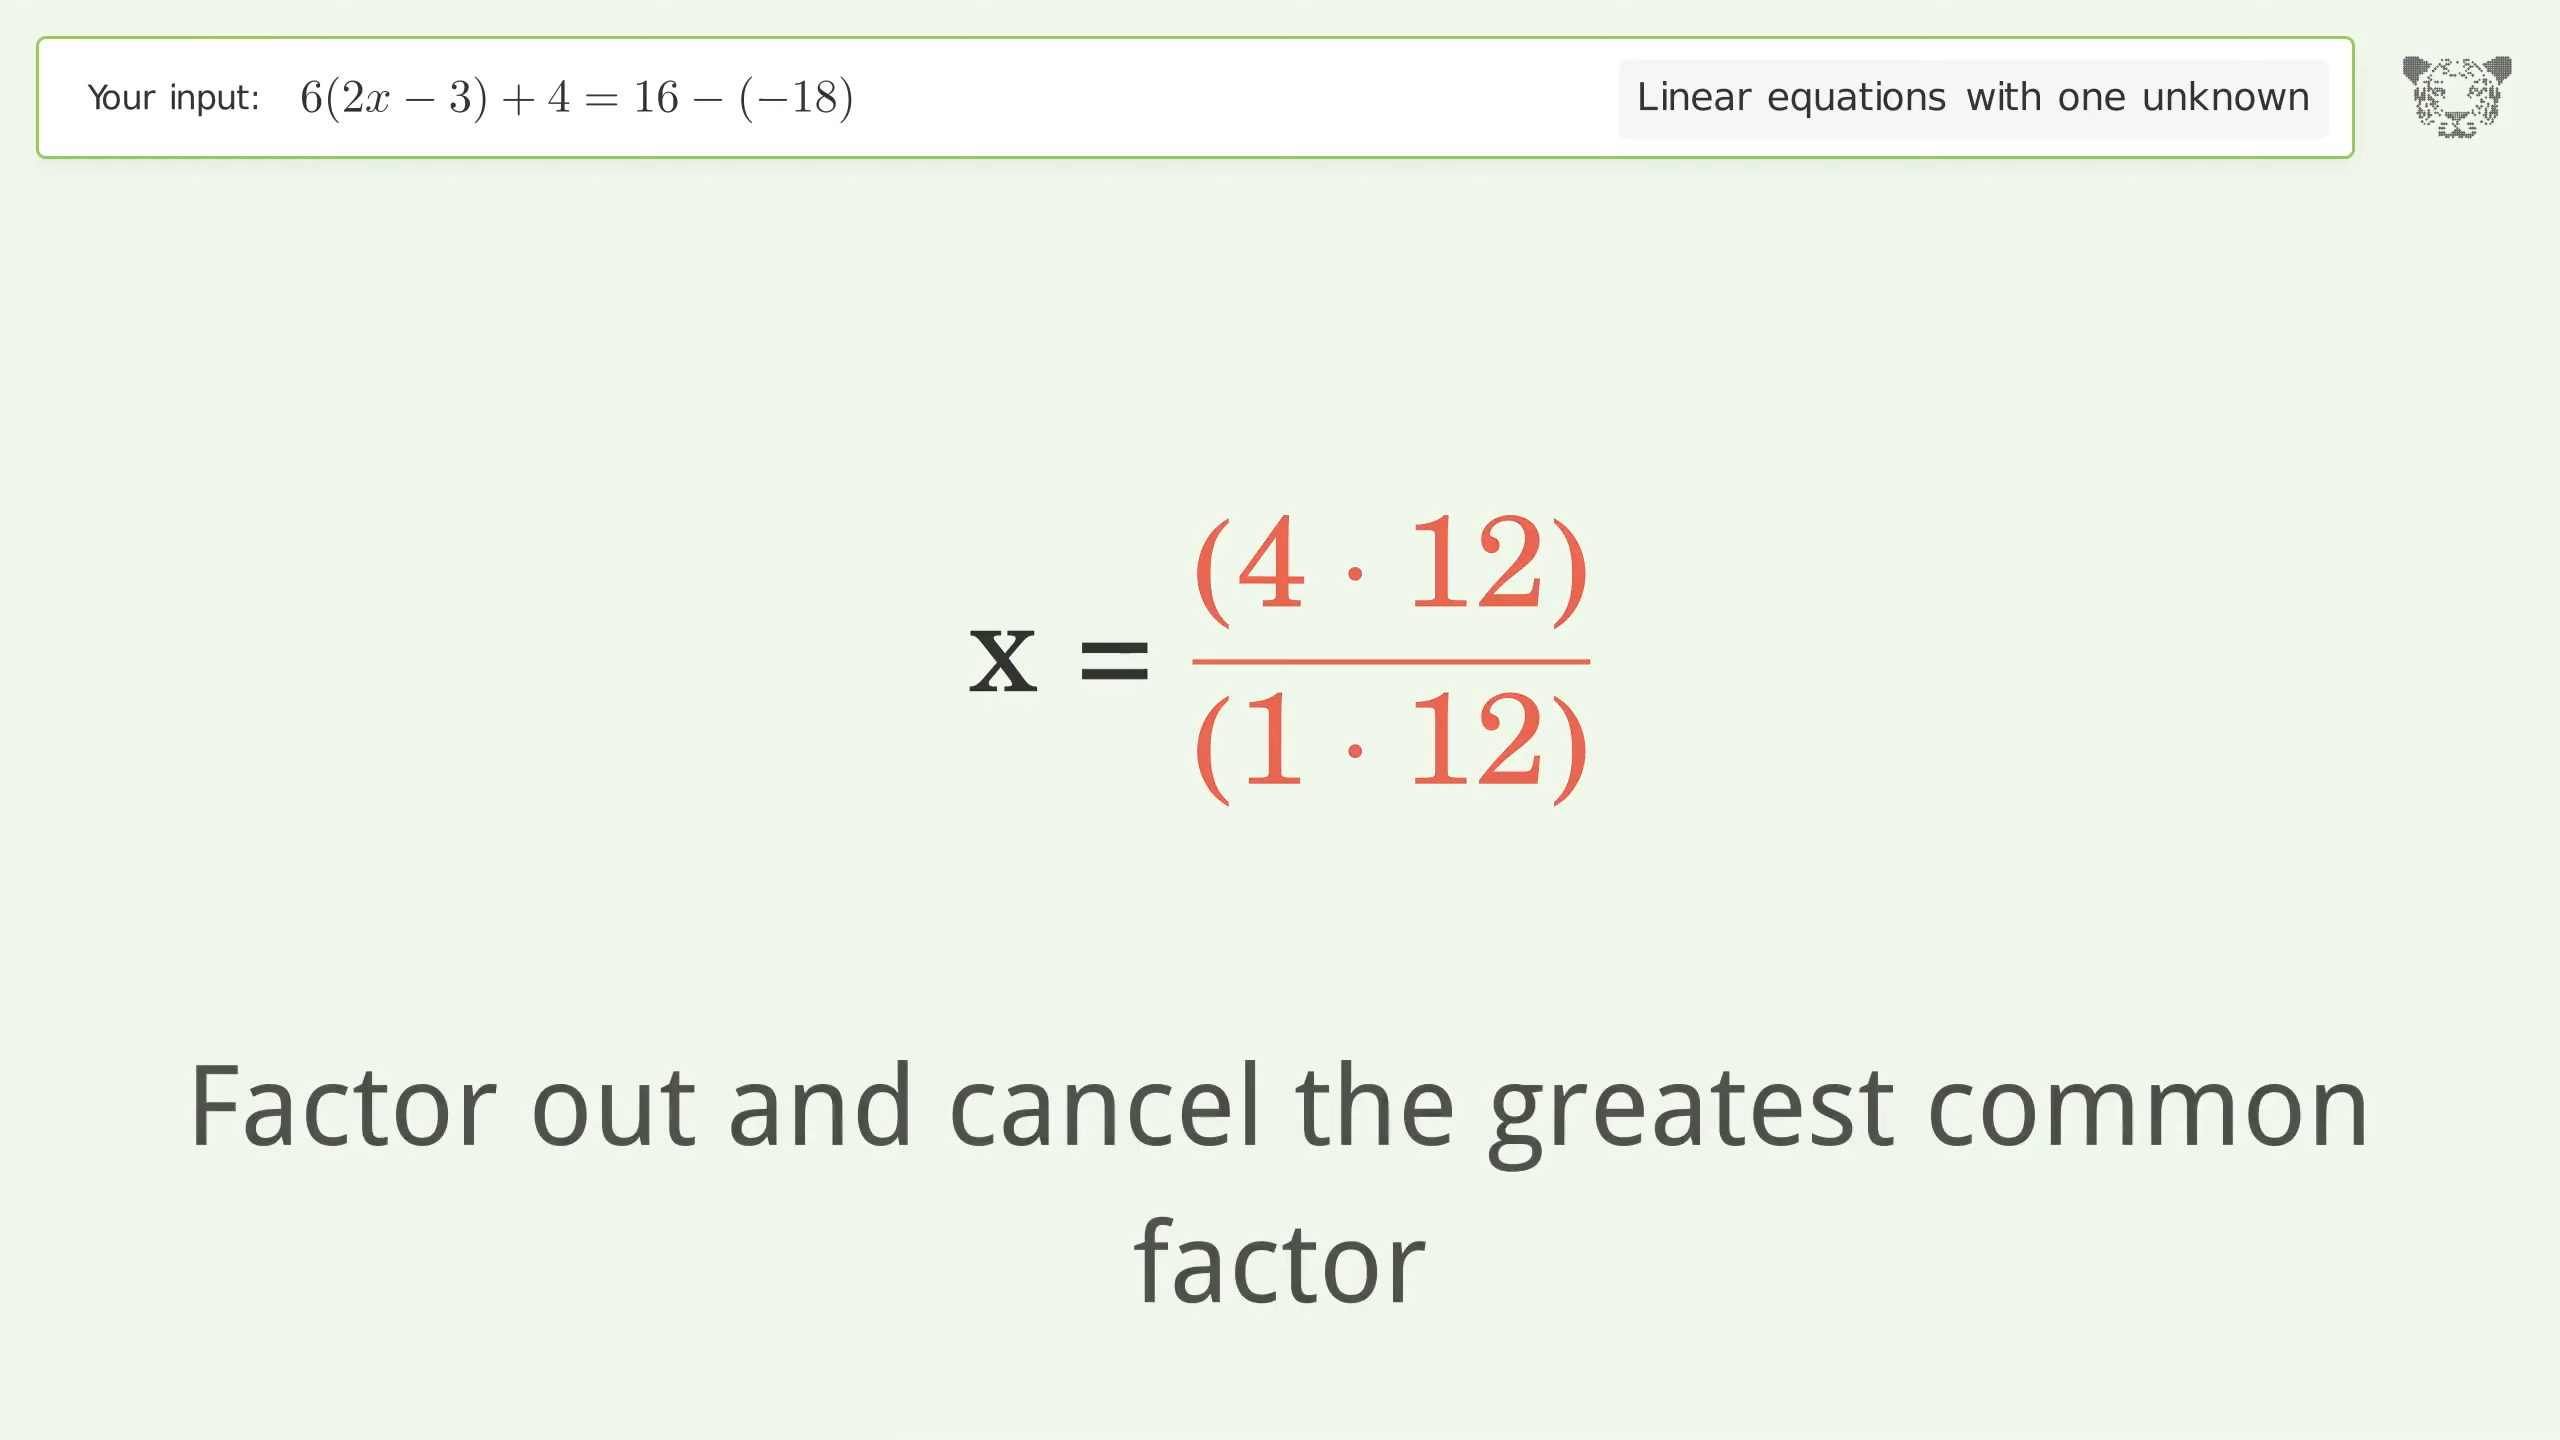 Your input: 6(2x − 3) + 4 = 16 − (−18) Linear equations with one unknown
x = (4 · 12) / (1 · 12)
Factor out and cancel the greatest common
factor